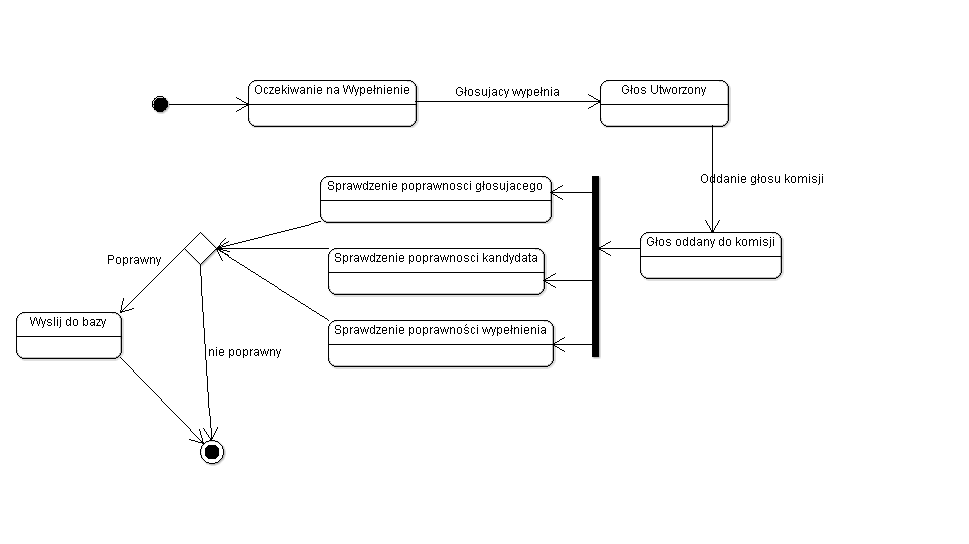 Oczekiwanie na Wypełnienie
Głosujacy wypełnia
Głos Utworzony
Oddanie głosu komisji
Głos oddany do komisji
Sprawdzenie poprawnosci głosujacego
Sprawdzenie poprawnosci kandydata
Sprawdzenie poprawności wypełnienia
Poprawny
Wyslij do bazy
nie poprawny